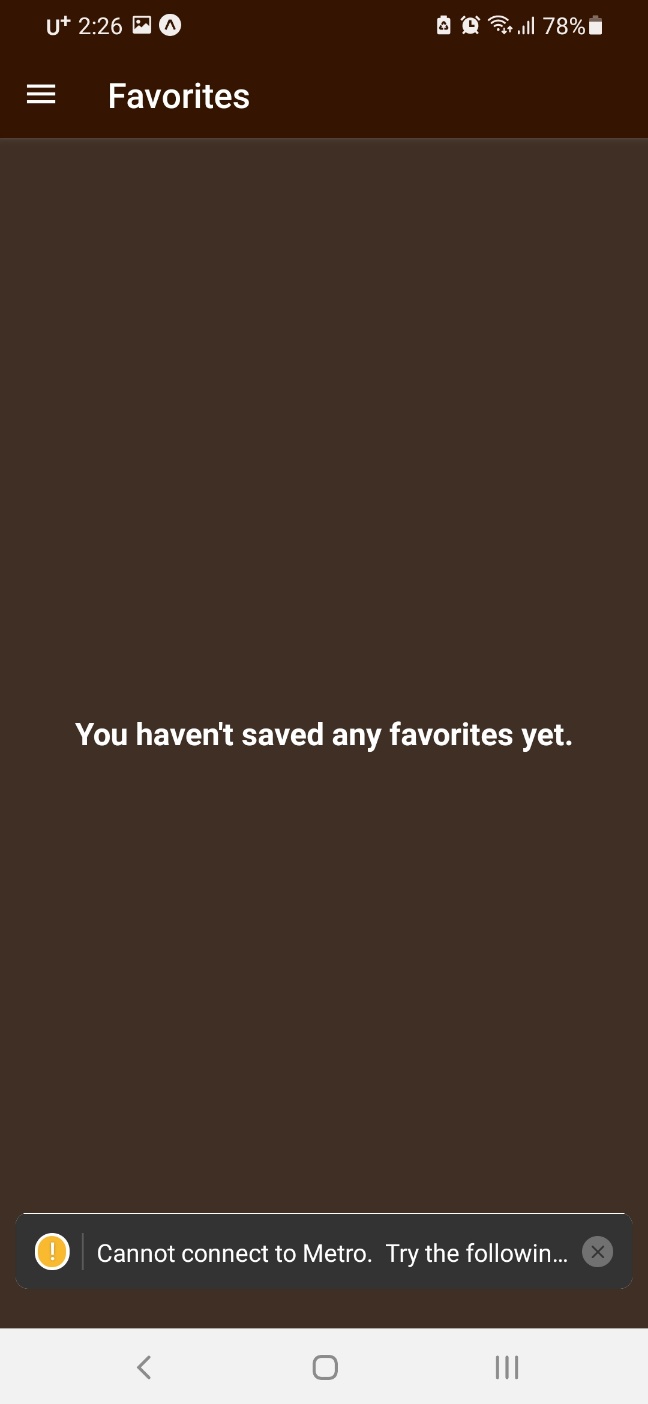 U+ 2:26 78%
Favorites
You haven't saved any favorites yet.
Cannot connect to Metro. Try the followin...